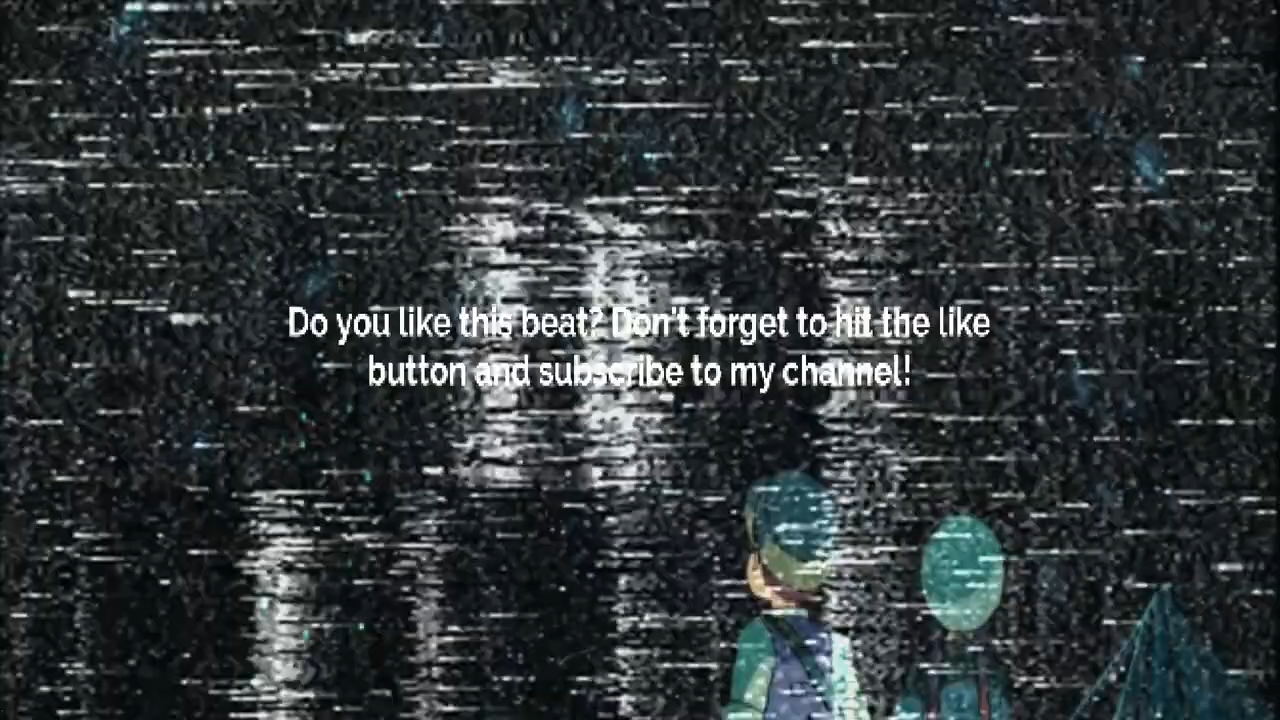 Do you like this beat? Don't forget to hit the like
button and subscribe to my channel!